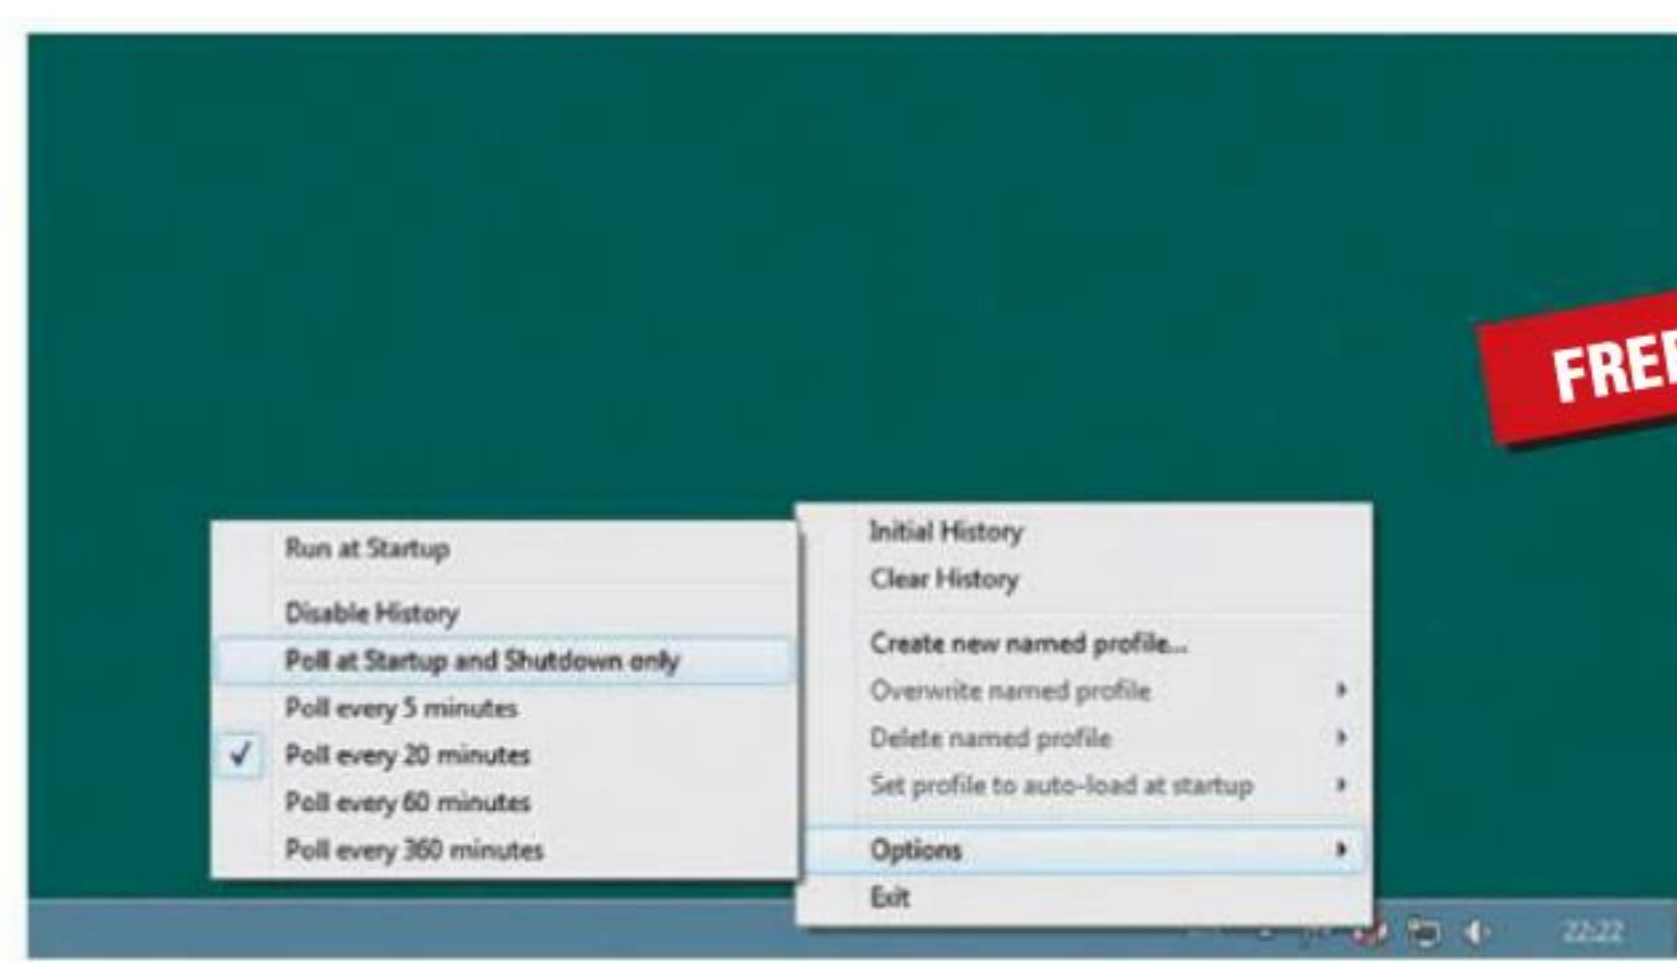 FREE
Run at Startup
Disable History
Poll at Startup and Shutdown only
Poll every 5 minutes
Poll every 20 minutes
Poll every 60 minutes
Poll every 360 minutes
Initial History
Clear History
Create new named profile...
Overwrite named profile
Delete named profile
Set profile to auto-load at startup
Options
Exit
22:22